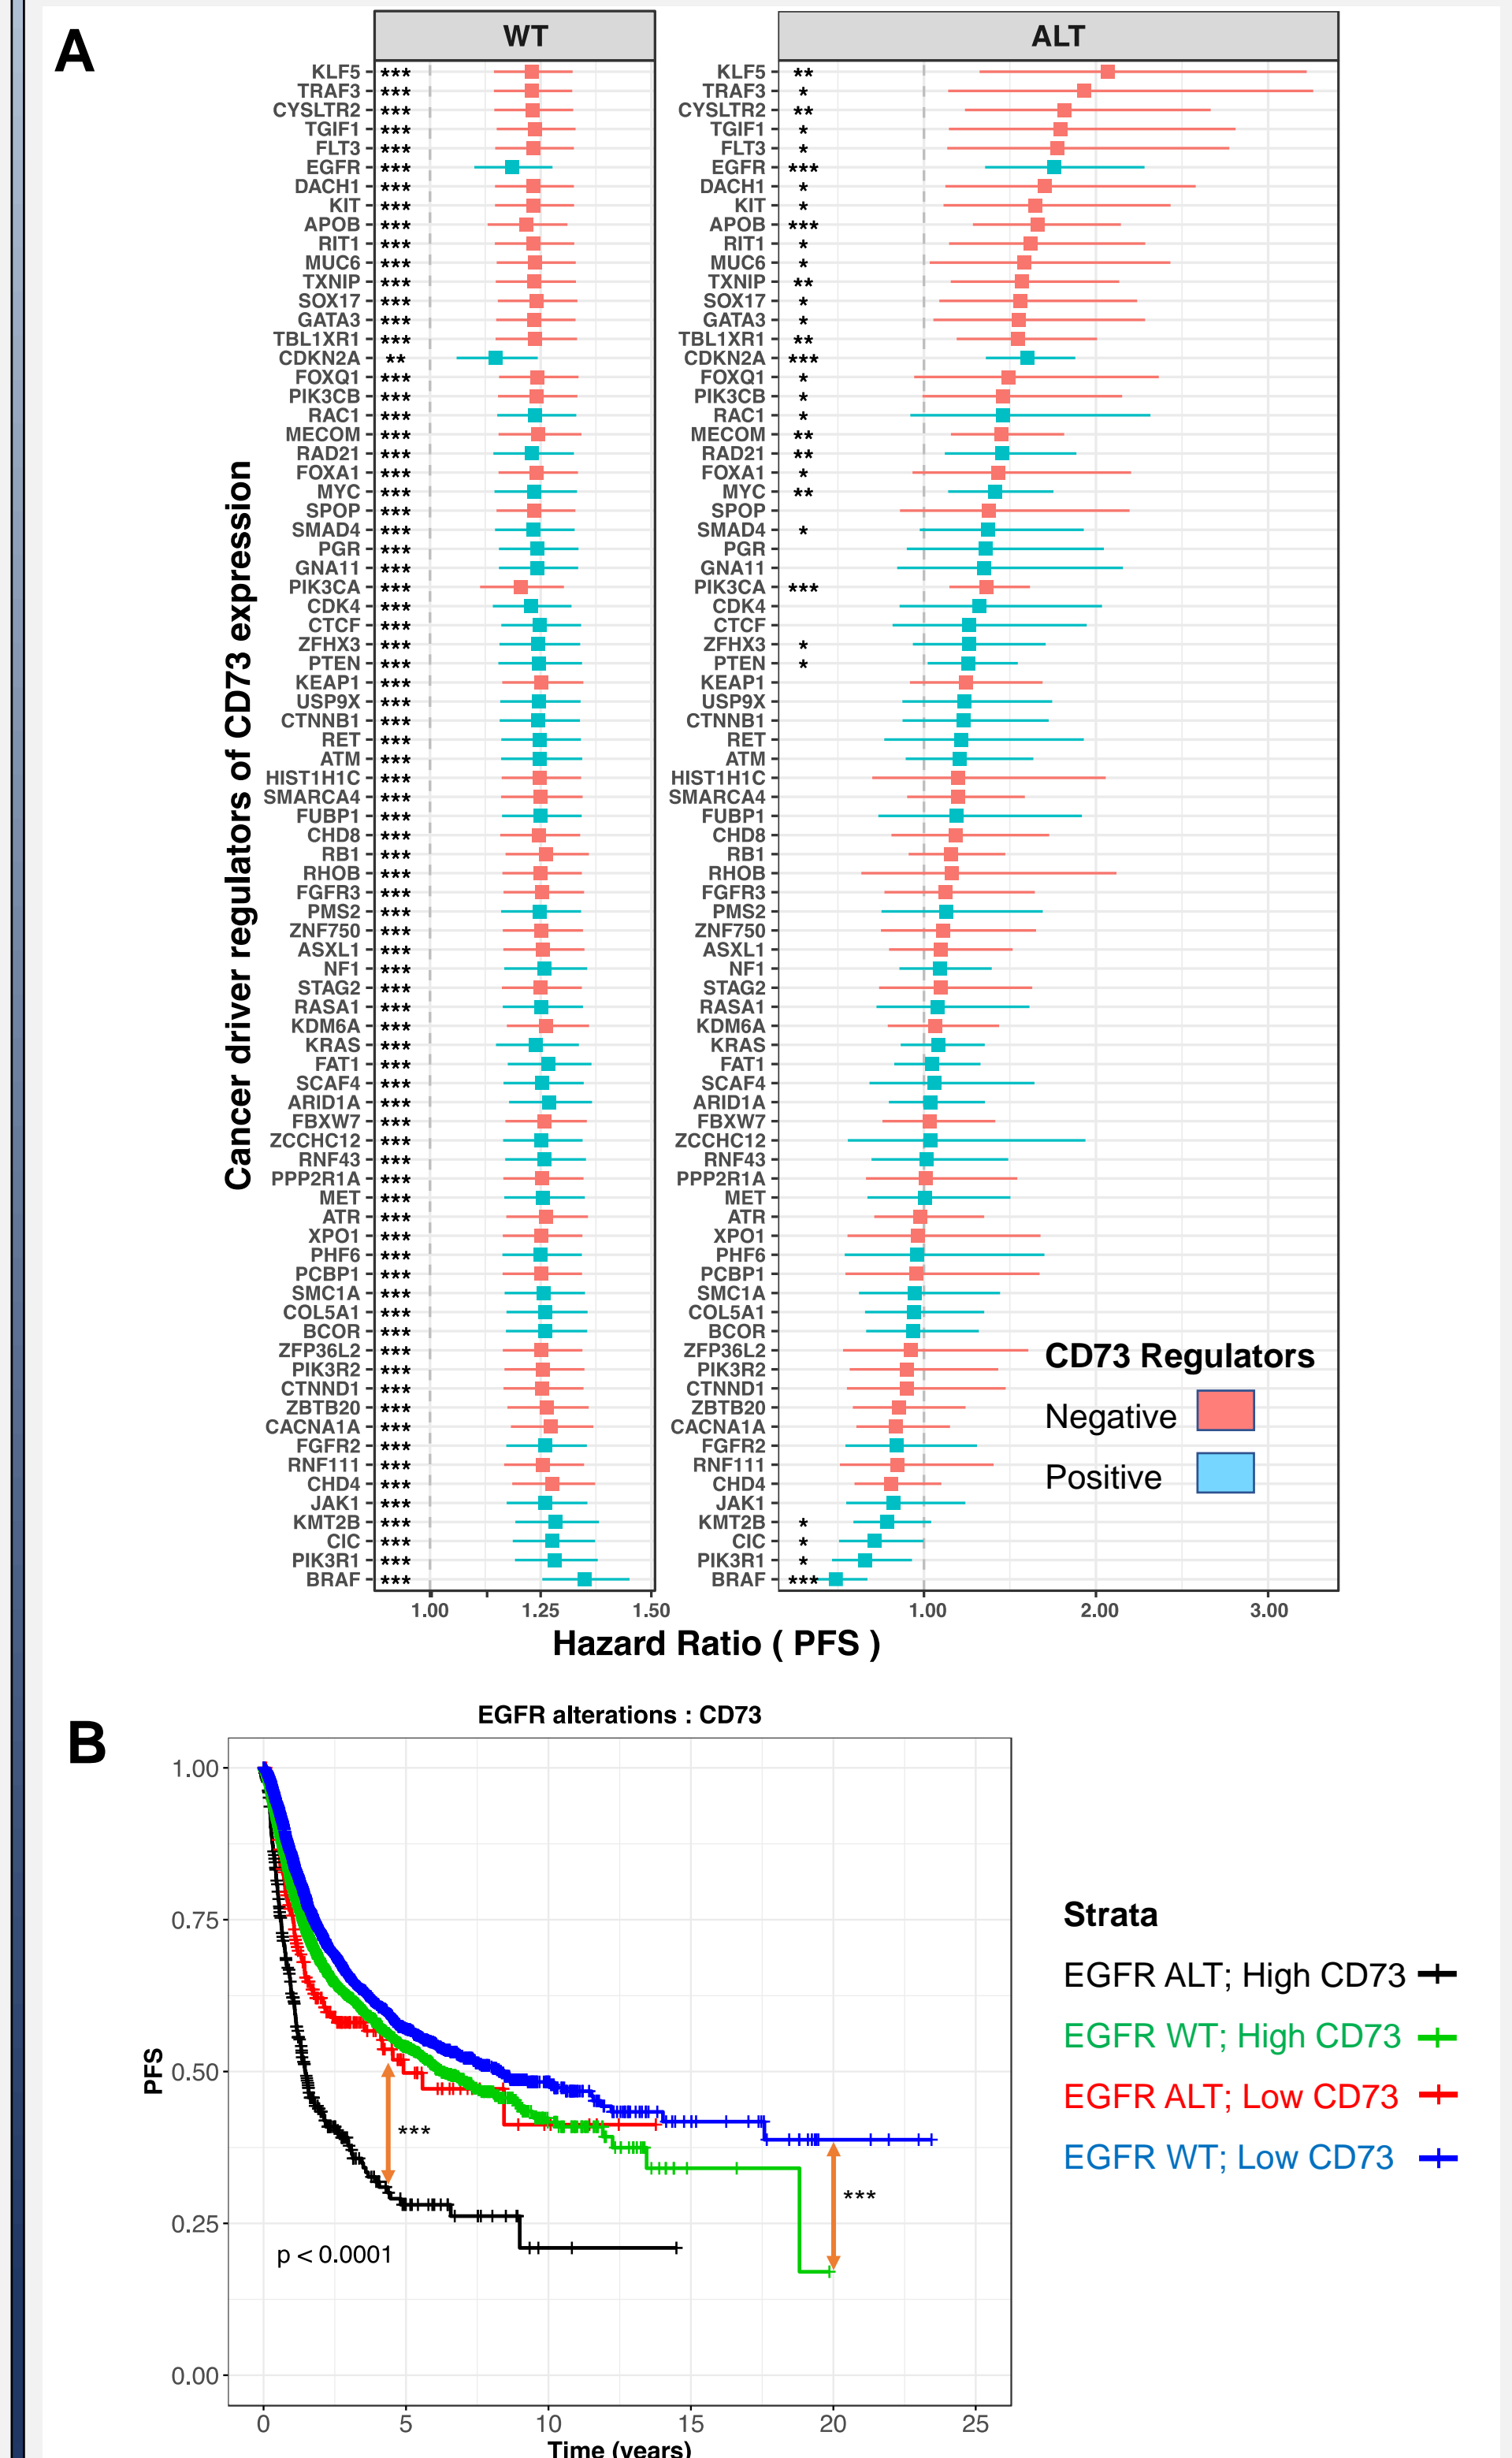 A
WT
ALT
Cancer driver regulators of CD73 expression
KLF5 *** KLF5 **
TRAF3 *** TRAF3 *
CYSLTR2 *** CYSLTR2 **
TGIF1 *** TGIF1 *
FLT3 *** FLT3 *
EGFR *** EGFR ***
DACH1 *** DACH1 *
KIT *** KIT *
APOB *** APOB ***
RIT1 *** RIT1 *
MUC6 *** MUC6 *
TXNIP *** TXNIP **
SOX17 *** SOX17 *
GATA3 *** GATA3 *
TBL1XR1 *** TBL1XR1 **
CDKN2A ** CDKN2A ***
FOXQ1 *** FOXQ1 *
PIK3CB *** PIK3CB *
RAC1 *** RAC1 *
MECOM *** MECOM **
RAD21 *** RAD21 **
FOXA1 *** FOXA1 *
MYC *** MYC **
SPOP *** SPOP
SMAD4 *** SMAD4 *
PGR *** PGR
GNA11 *** GNA11
PIK3CA *** PIK3CA ***
CDK4 *** CDK4
CTCF *** CTCF
ZFHX3 *** ZFHX3 *
PTEN *** PTEN *
KEAP1 *** KEAP1
USP9X *** USP9X
CTNNB1 *** CTNNB1
RET *** RET
ATM *** ATM
HIST1H1C *** HIST1H1C
SMARCA4 *** SMARCA4
FUBP1 *** FUBP1
CHD8 *** CHD8
RB1 *** RB1
RHOB *** RHOB
FGFR3 *** FGFR3
PMS2 *** PMS2
ZNF750 *** ZNF750
ASXL1 *** ASXL1
NF1 *** NF1
STAG2 *** STAG2
RASA1 *** RASA1
KDM6A *** KDM6A
KRAS *** KRAS
FAT1 *** FAT1
SCAF4 *** SCAF4
ARID1A *** ARID1A
FBXW7 *** FBXW7
ZCCHC12 *** ZCCHC12
RNF43 *** RNF43
PPP2R1A *** PPP2R1A
MET *** MET
ATR *** ATR
XPO1 *** XPO1
PHF6 *** PHF6
PCBP1 *** PCBP1
SMC1A *** SMC1A
COL5A1 *** COL5A1
BCOR *** BCOR
ZFP36L2 *** ZFP36L2
PIK3R2 *** PIK3R2
CTNND1 *** CTNND1
ZBTB20 *** ZBTB20
CACNA1A *** CACNA1A
FGFR2 *** FGFR2
RNF111 *** RNF111
CHD4 *** CHD4
JAK1 *** JAK1
KMT2B *** KMT2B *
CIC *** CIC *
PIK3R1 *** PIK3R1 *
BRAF *** BRAF ***
CD73 Regulators
Negative
Positive
1.00 1.25 1.50 1.00 2.00 3.00
Hazard Ratio ( PFS )
B
EGFR alterations : CD73
PFS
1.00
0.75
0.50
0.25
0.00
***
***
p < 0.0001
0 5 10 15 20 25
Time (years)
Strata
EGFR ALT; High CD73
EGFR WT; High CD73
EGFR ALT; Low CD73
EGFR WT; Low CD73